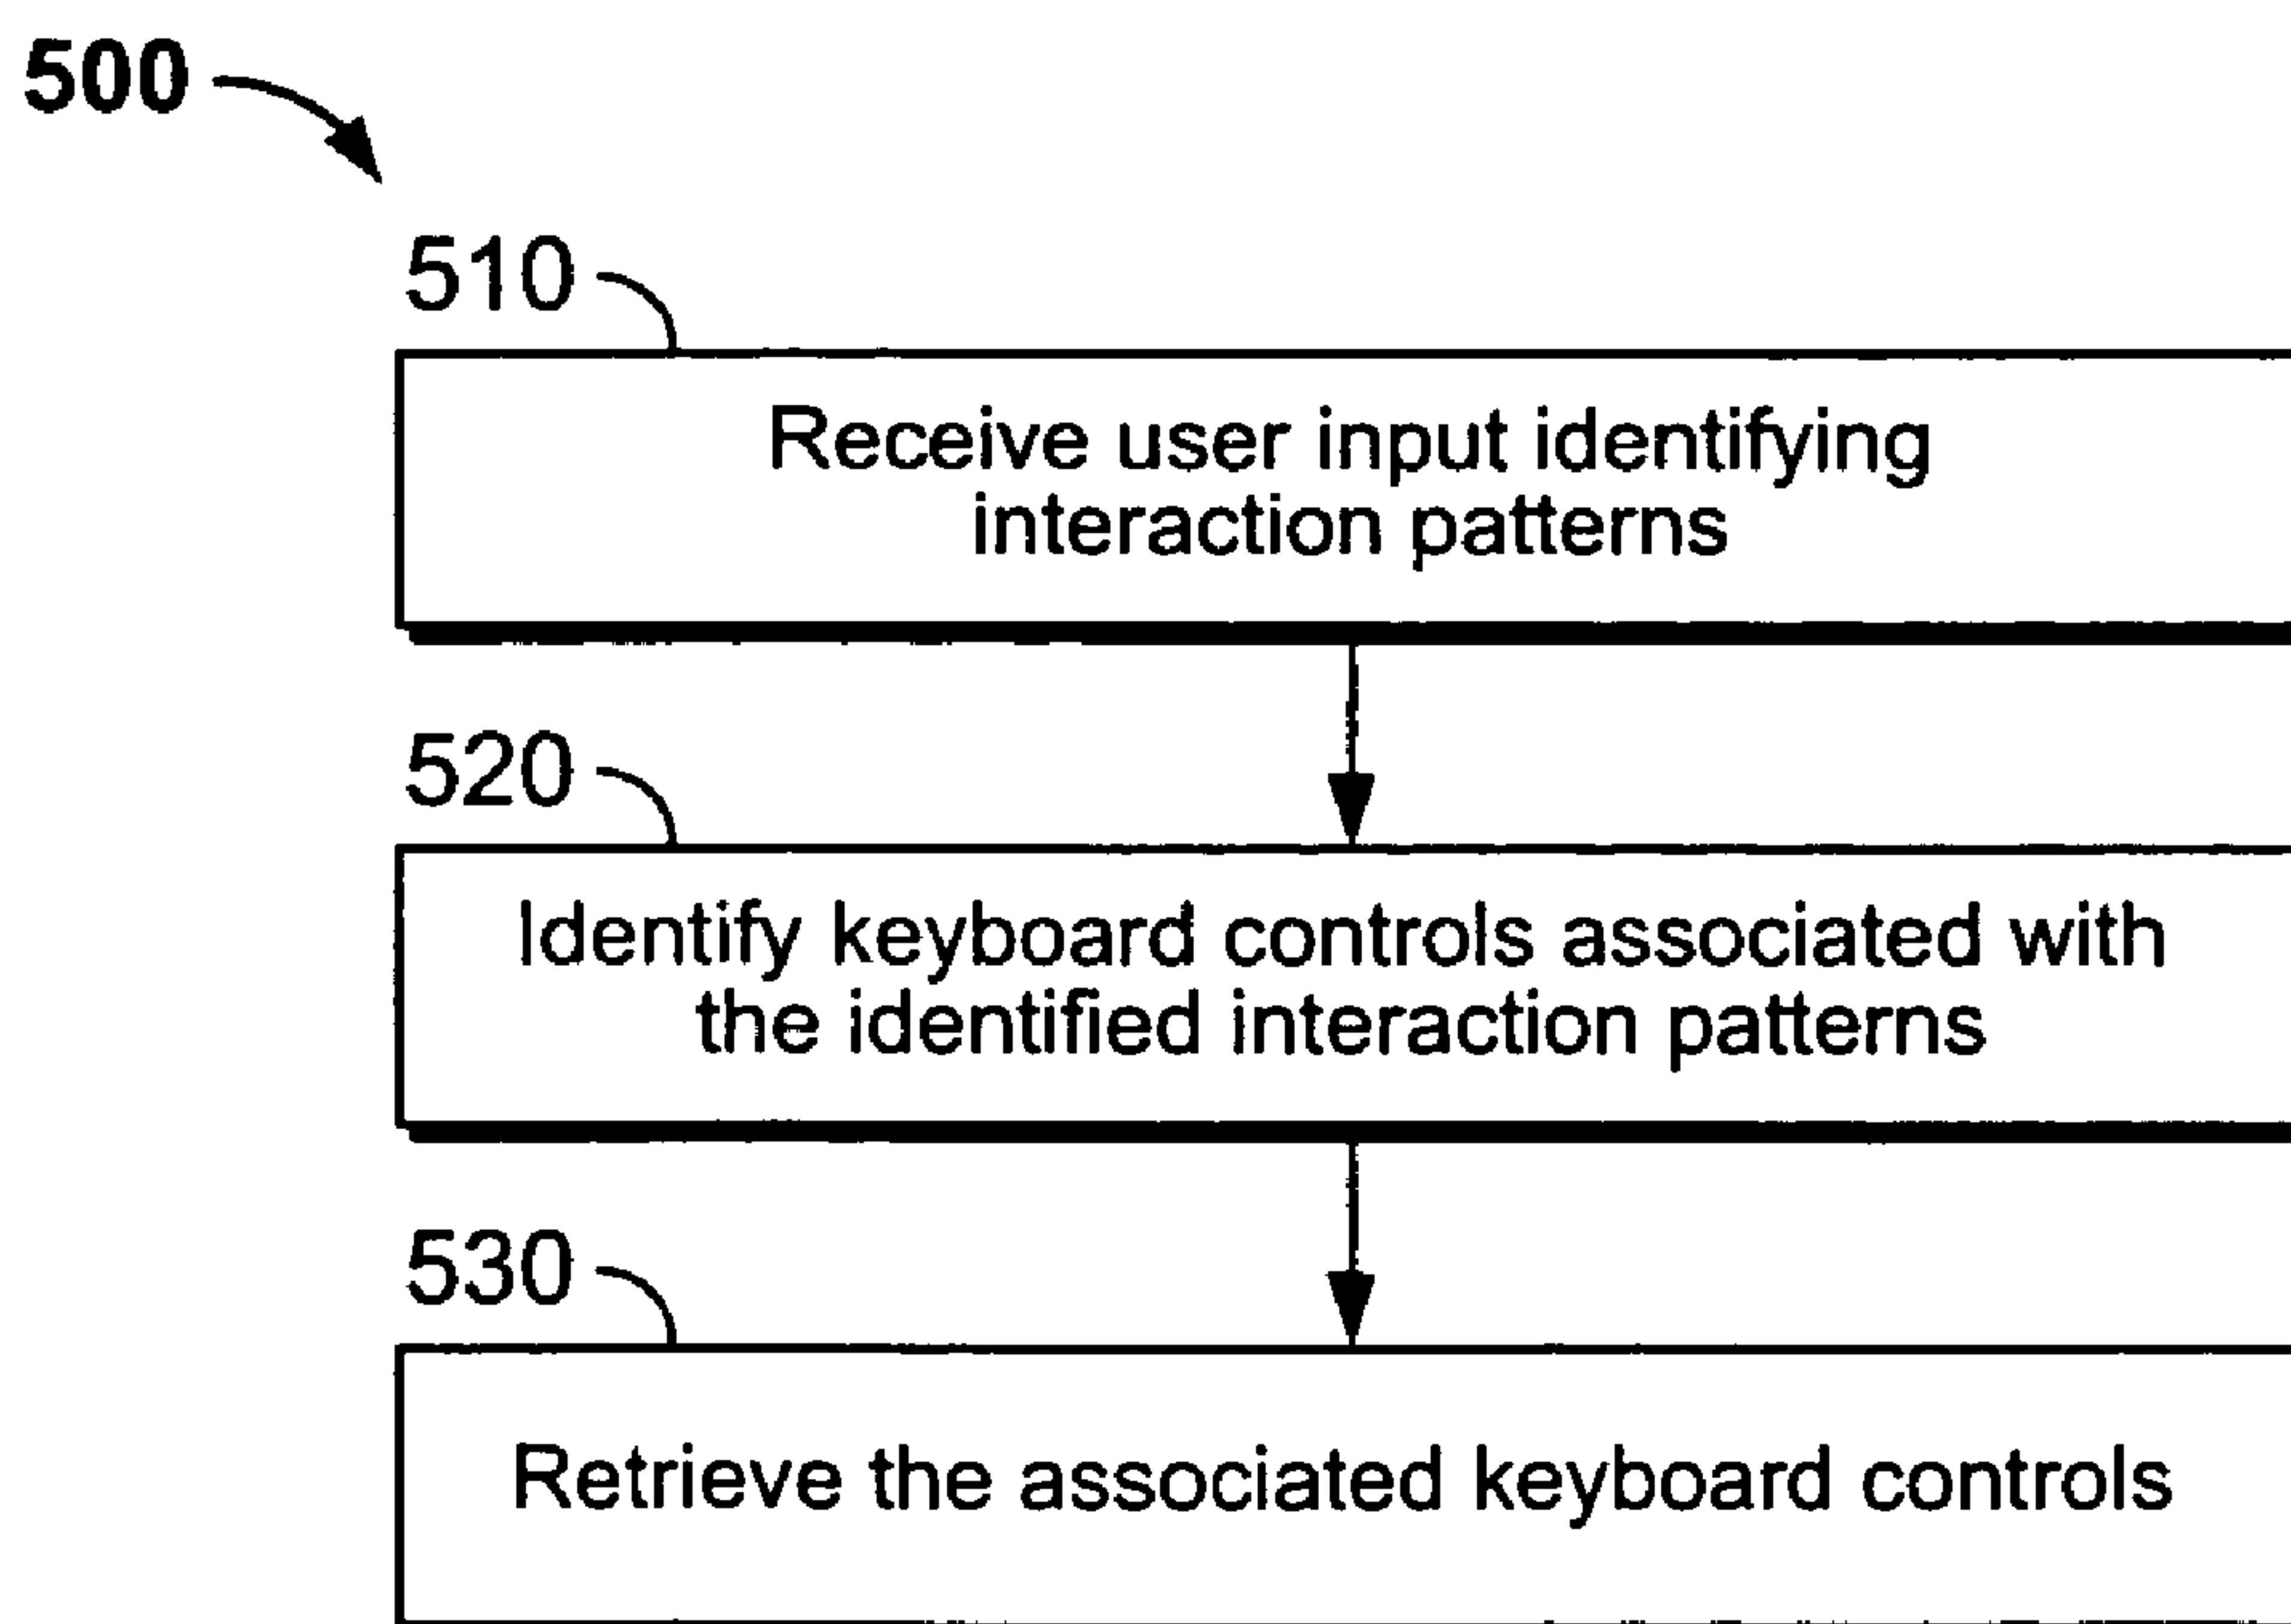 500
510
Receive user input identifying
interaction patterns
520
Identify keyboard controls associated with
the identified interaction patterns
530
Retrieve the associated keyboard controls